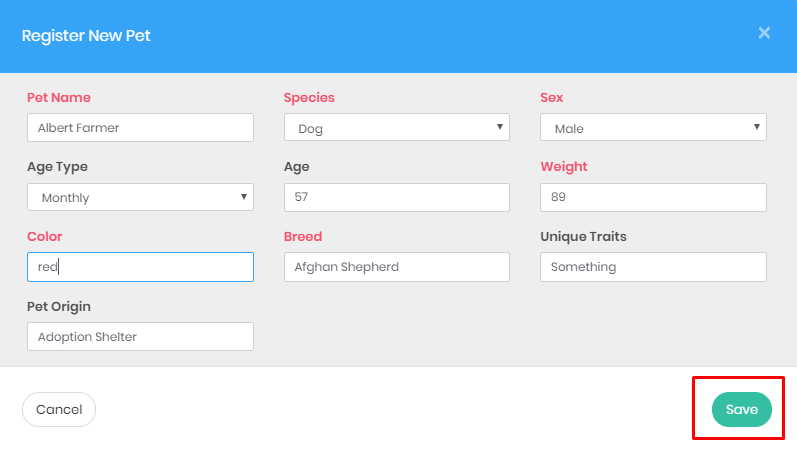 Register New Pet ×
Pet Name Species Sex
Albert Farmer Dog Male
Age Type Age Weight
Monthly 57 89
Color Breed Unique Traits
red Afghan Shepherd Something
Pet Origin
Adoption Shelter
Cancel Save